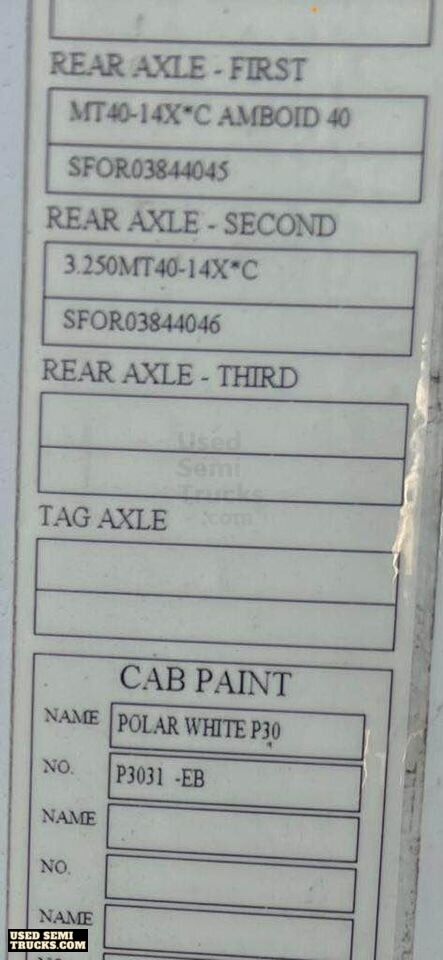 REAR AXLE - FIRST
MT40-14X*C AMBOID 40
SFOR03844045
REAR AXLE - SECOND
3.250MT40-14X*C
SFOR03844046
REAR AXLE - THIRD
Used
Semi
Trucks
.com
TAG AXLE
CAB PAINT
NAME POLAR WHITE P30
NO. P3031 -EB
NAME
NO.
NAME
USED SEMI
TRUCKS.COM